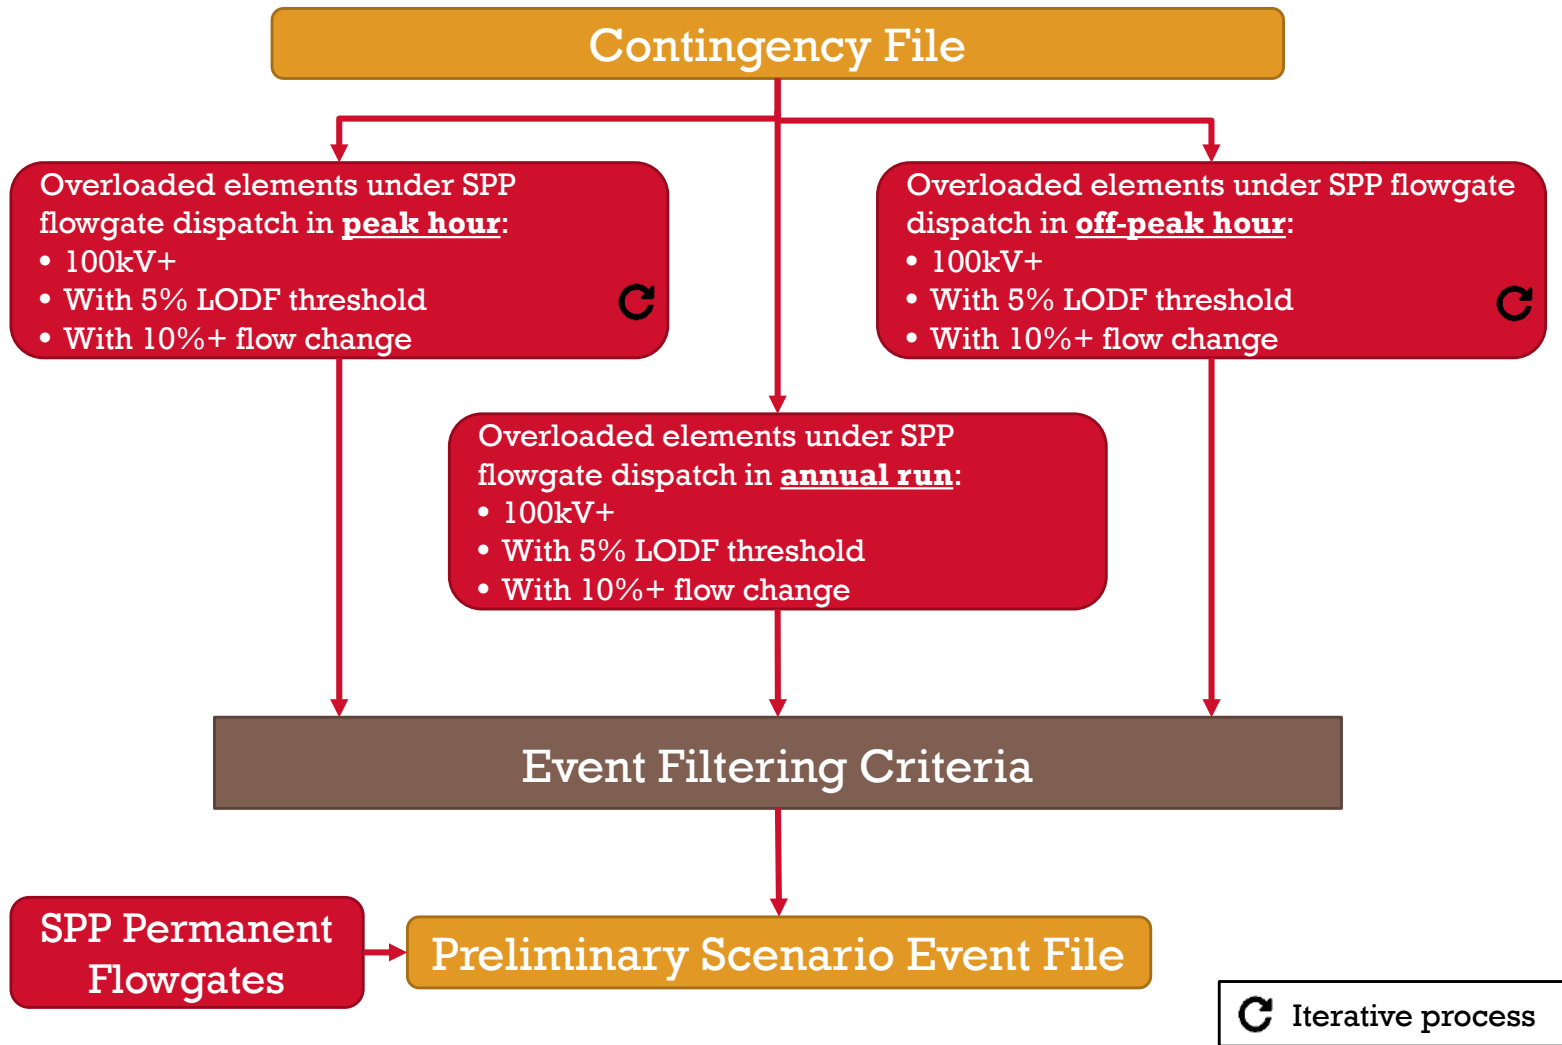 Contingency File
Overloaded elements under SPP
flowgate dispatch in peak hour:
• 100kV+
• With 5% LODF threshold
• With 10%+ flow change
Overloaded elements under SPP flowgate
dispatch in off-peak hour:
• 100kV+
• With 5% LODF threshold
• With 10%+ flow change
Overloaded elements under SPP
flowgate dispatch in annual run:
• 100kV+
• With 5% LODF threshold
• With 10%+ flow change
Event Filtering Criteria
SPP Permanent
Flowgates
Preliminary Scenario Event File
Iterative process